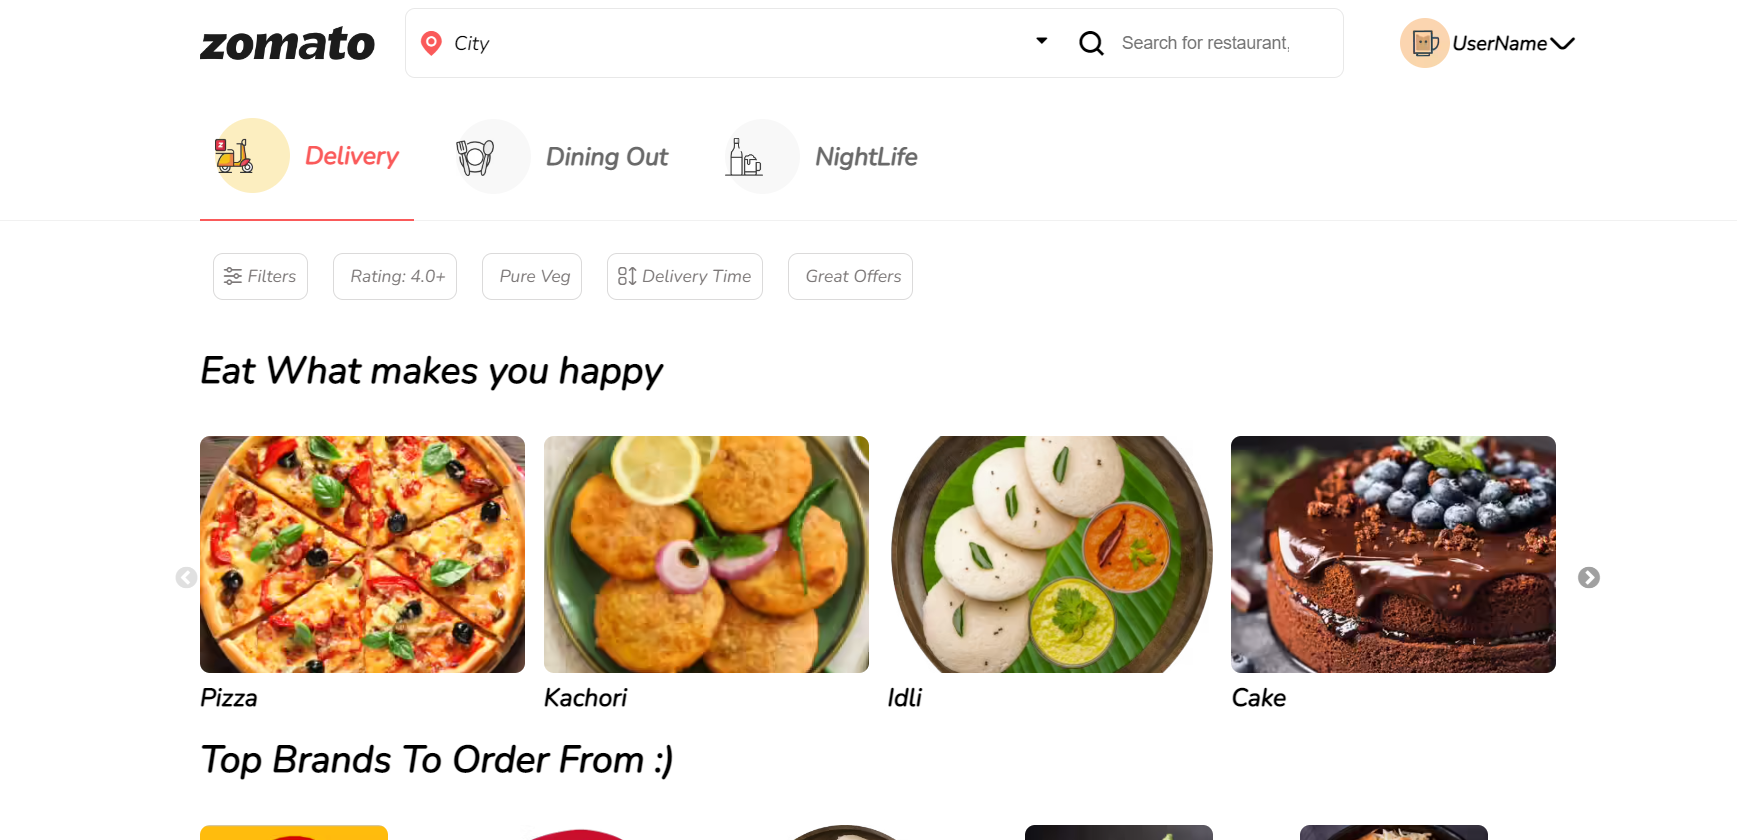 zomato
City
Search for restaurant,
UserName
Delivery
Dining Out
NightLife
Filters
Rating: 4.0+
Pure Veg
Delivery Time
Great Offers
Eat What makes you happy
Pizza
Kachori
Idli
Cake
Top Brands To Order From :)